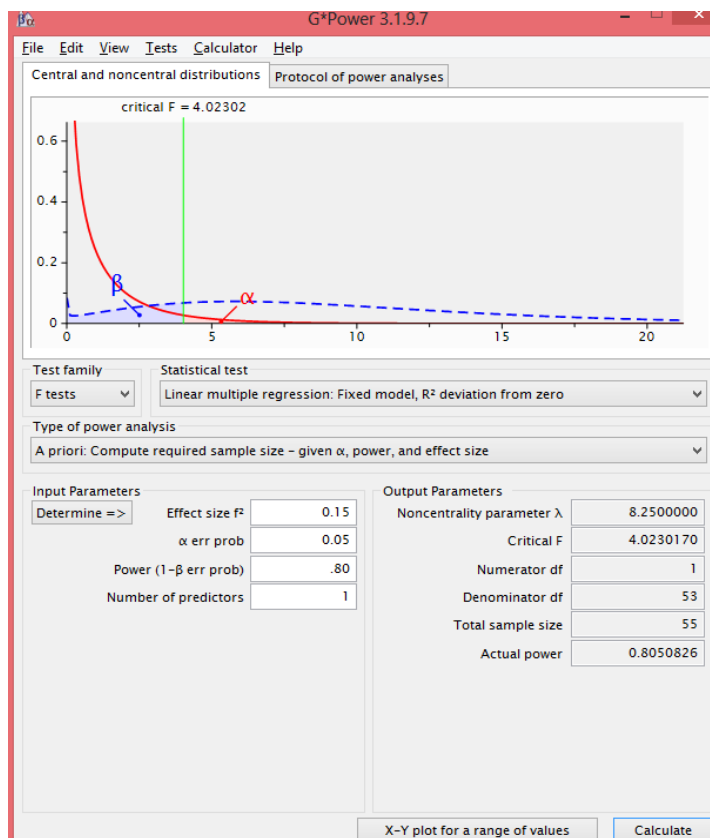 G*Power 3.1.9.7
File Edit View Tests Calculator Help
Central and noncentral distributions Protocol of power analyses
critical F = 4.02302
0.6
0.4
0.2
β α
0
0 5 10 15 20
Test family Statistical test
F tests Linear multiple regression: Fixed model, R² deviation from zero
Type of power analysis
A priori: Compute required sample size – given α, power, and effect size
Input Parameters Output Parameters
Determine => Effect size f² 0.15 Noncentrality parameter λ 8.2500000
α err prob 0.05 Critical F 4.0230170
Power (1-β err prob) .80 Numerator df 1
Number of predictors 1 Denominator df 53
Total sample size 55
Actual power 0.8050826
X-Y plot for a range of values Calculate